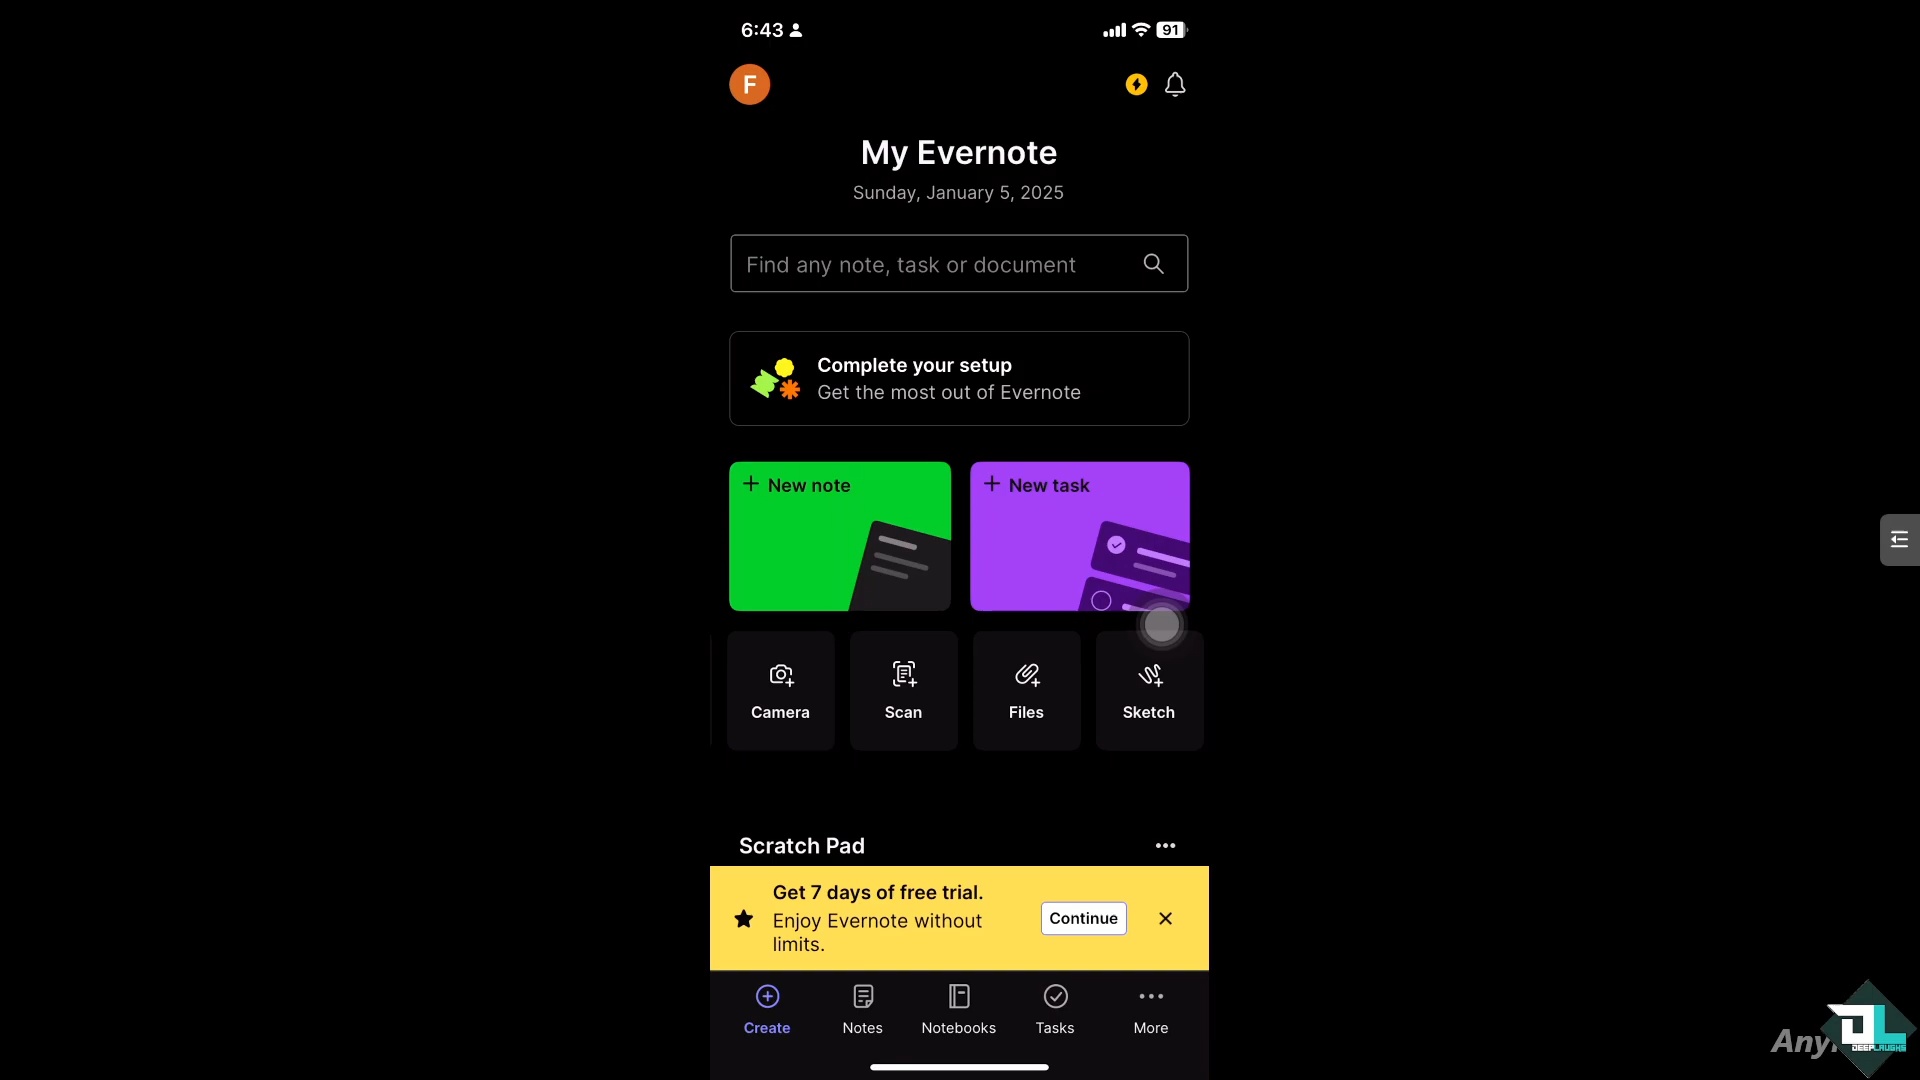 6:43
91
F
My Evernote
Sunday, January 5, 2025
Find any note, task or document
Complete your setup
Get the most out of Evernote
New note
New task
Camera
Scan
Files
Sketch
Scratch Pad
Get 7 days of free trial.
Enjoy Evernote without
limits.
Continue
Create
Notes
Notebooks
Tasks
More
DEEPLAUGHS